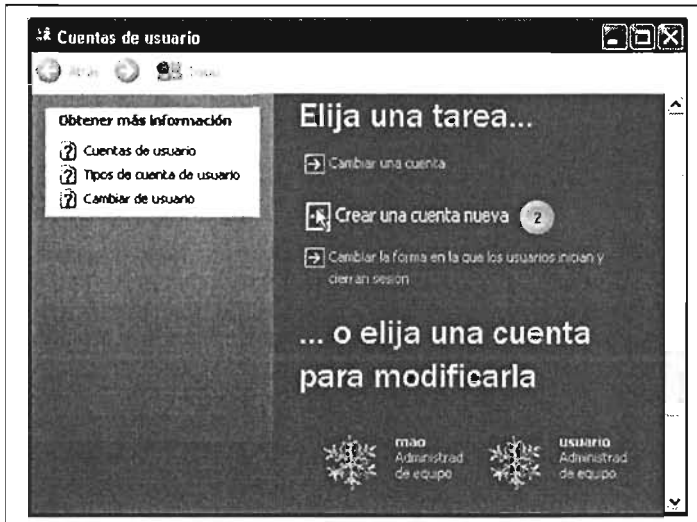 Cuentas de usuario
Atrás
Obtener más información
Cuentas de usuario
Tipos de cuenta de usuario
Cambiar de usuario
Elija una tarea...
Cambiar una cuenta
Crear una cuenta nueva 2
Cambiar la forma en la que los usuarios inician y
cierran sesión
... o elija una cuenta
para modificarla
mao
Administrad
de equipo
usuario
Administrad
de equipo